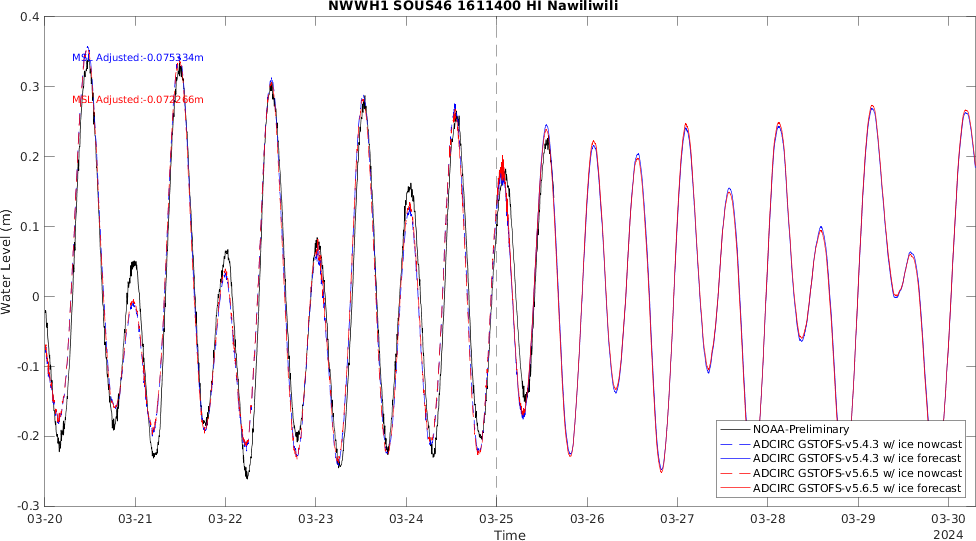 NWWH1 SOUS46 1611400 HI Nawiliwili
0.4
0.3
0.2
0.1
0
-0.1
-0.2
-0.3
Water Level (m)
MSL Adjusted:-0.075334m
MSL Adjusted:-0.072266m
NOAA-Preliminary
ADCIRC GSTOFS-v5.4.3 w/ ice nowcast
ADCIRC GSTOFS-v5.4.3 w/ ice forecast
ADCIRC GSTOFS-v5.6.5 w/ ice nowcast
ADCIRC GSTOFS-v5.6.5 w/ ice forecast
03-20 03-21 03-22 03-23 03-24 03-25 03-26 03-27 03-28 03-29 03-30
Time
2024